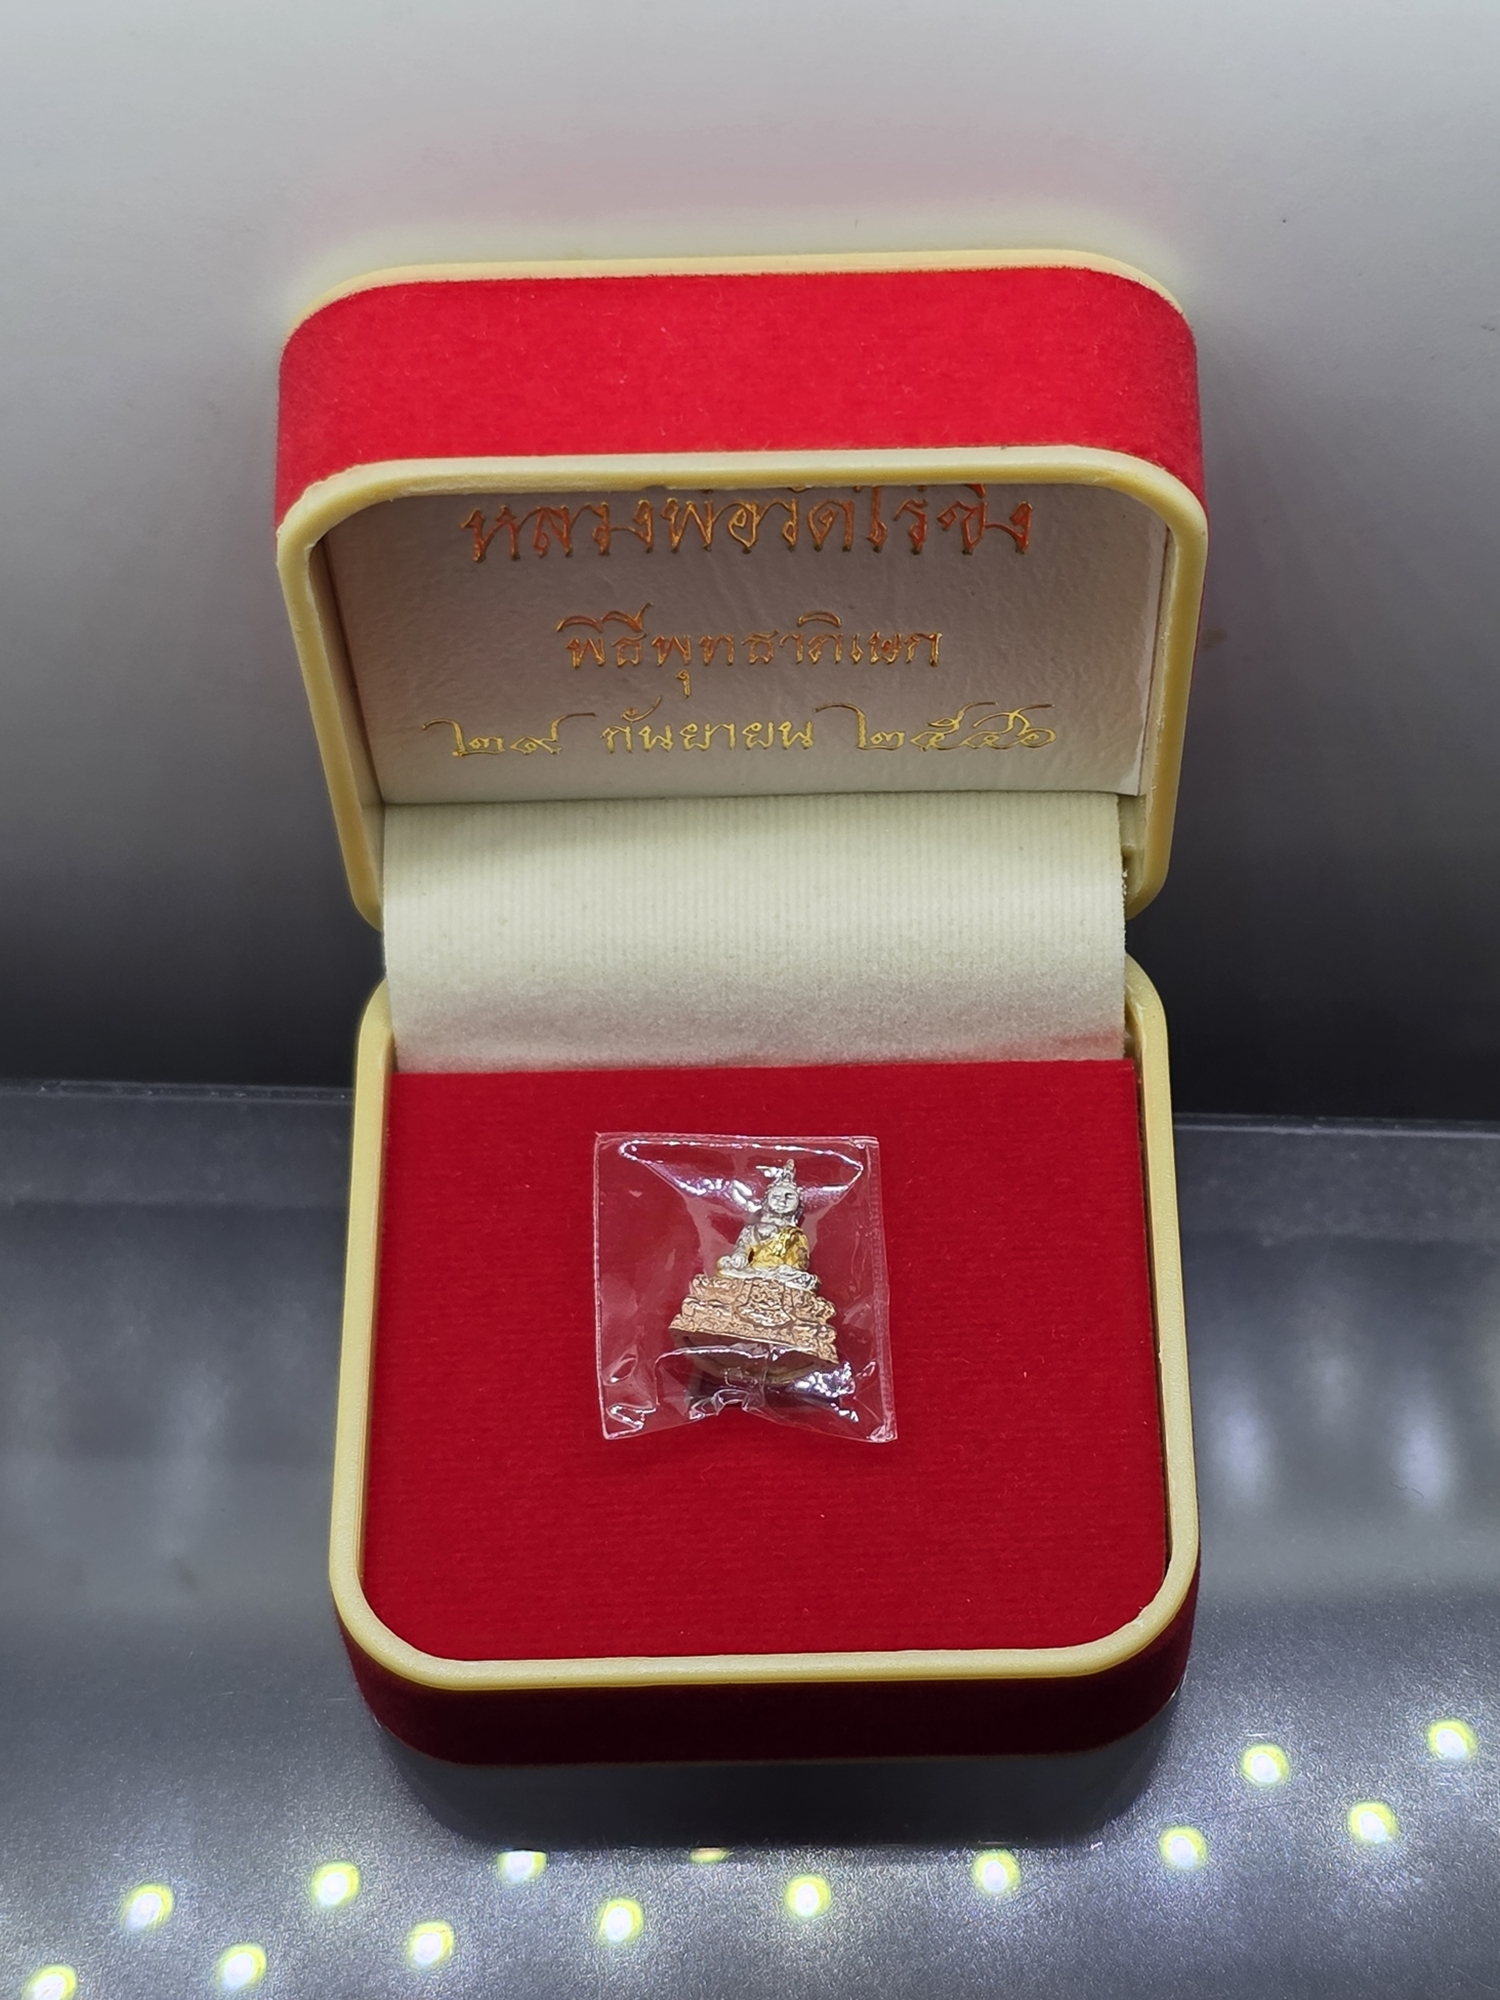 หลวงพ่อวัดไร่ขิง
พิธีพุทธาภิเษก
๒๙ กันยายน ๒๕๔๖